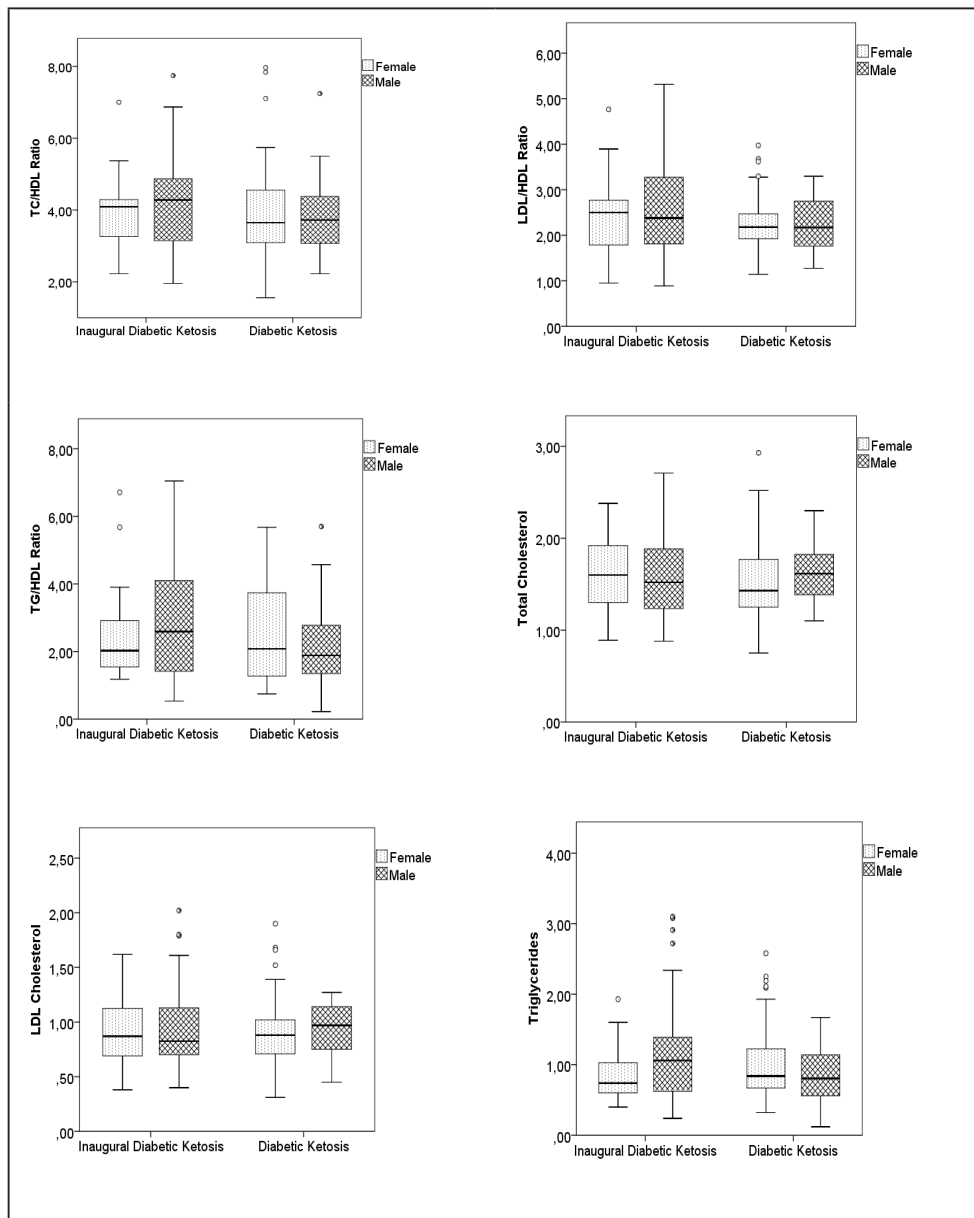 TC/HDL Ratio
8,00
6,00
4,00
2,00
Inaugural Diabetic Ketosis
Diabetic Ketosis
Female
Male
LDL/HDL Ratio
6,00
5,00
4,00
3,00
2,00
1,00
,00
Inaugural Diabetic Ketosis
Diabetic Ketosis
Female
Male
TG/HDL Ratio
8,00
6,00
4,00
2,00
,00
Inaugural Diabetic Ketosis
Diabetic Ketosis
Female
Male
Total Cholesterol
3,00
2,00
1,00
,00
Inaugural Diabetic Ketosis
Diabetic Ketosis
Female
Male
LDL Cholesterol
2,50
2,00
1,50
1,00
,50
,00
Inaugural Diabetic Ketosis
Diabetic Ketosis
Female
Male
Triglycerides
4,00
3,00
2,00
1,00
,00
Inaugural Diabetic Ketosis
Diabetic Ketosis
Female
Male